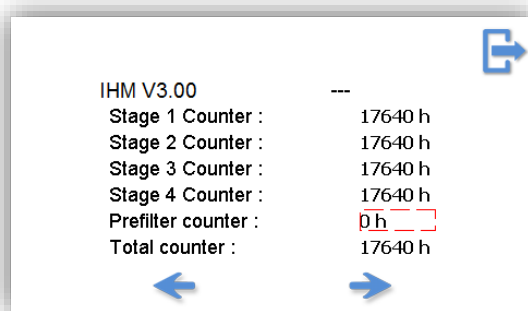 IHM V3.00 ---
Stage 1 Counter : 17640 h
Stage 2 Counter : 17640 h
Stage 3 Counter : 17640 h
Stage 4 Counter : 17640 h
Prefilter counter : 0 h
Total counter : 17640 h